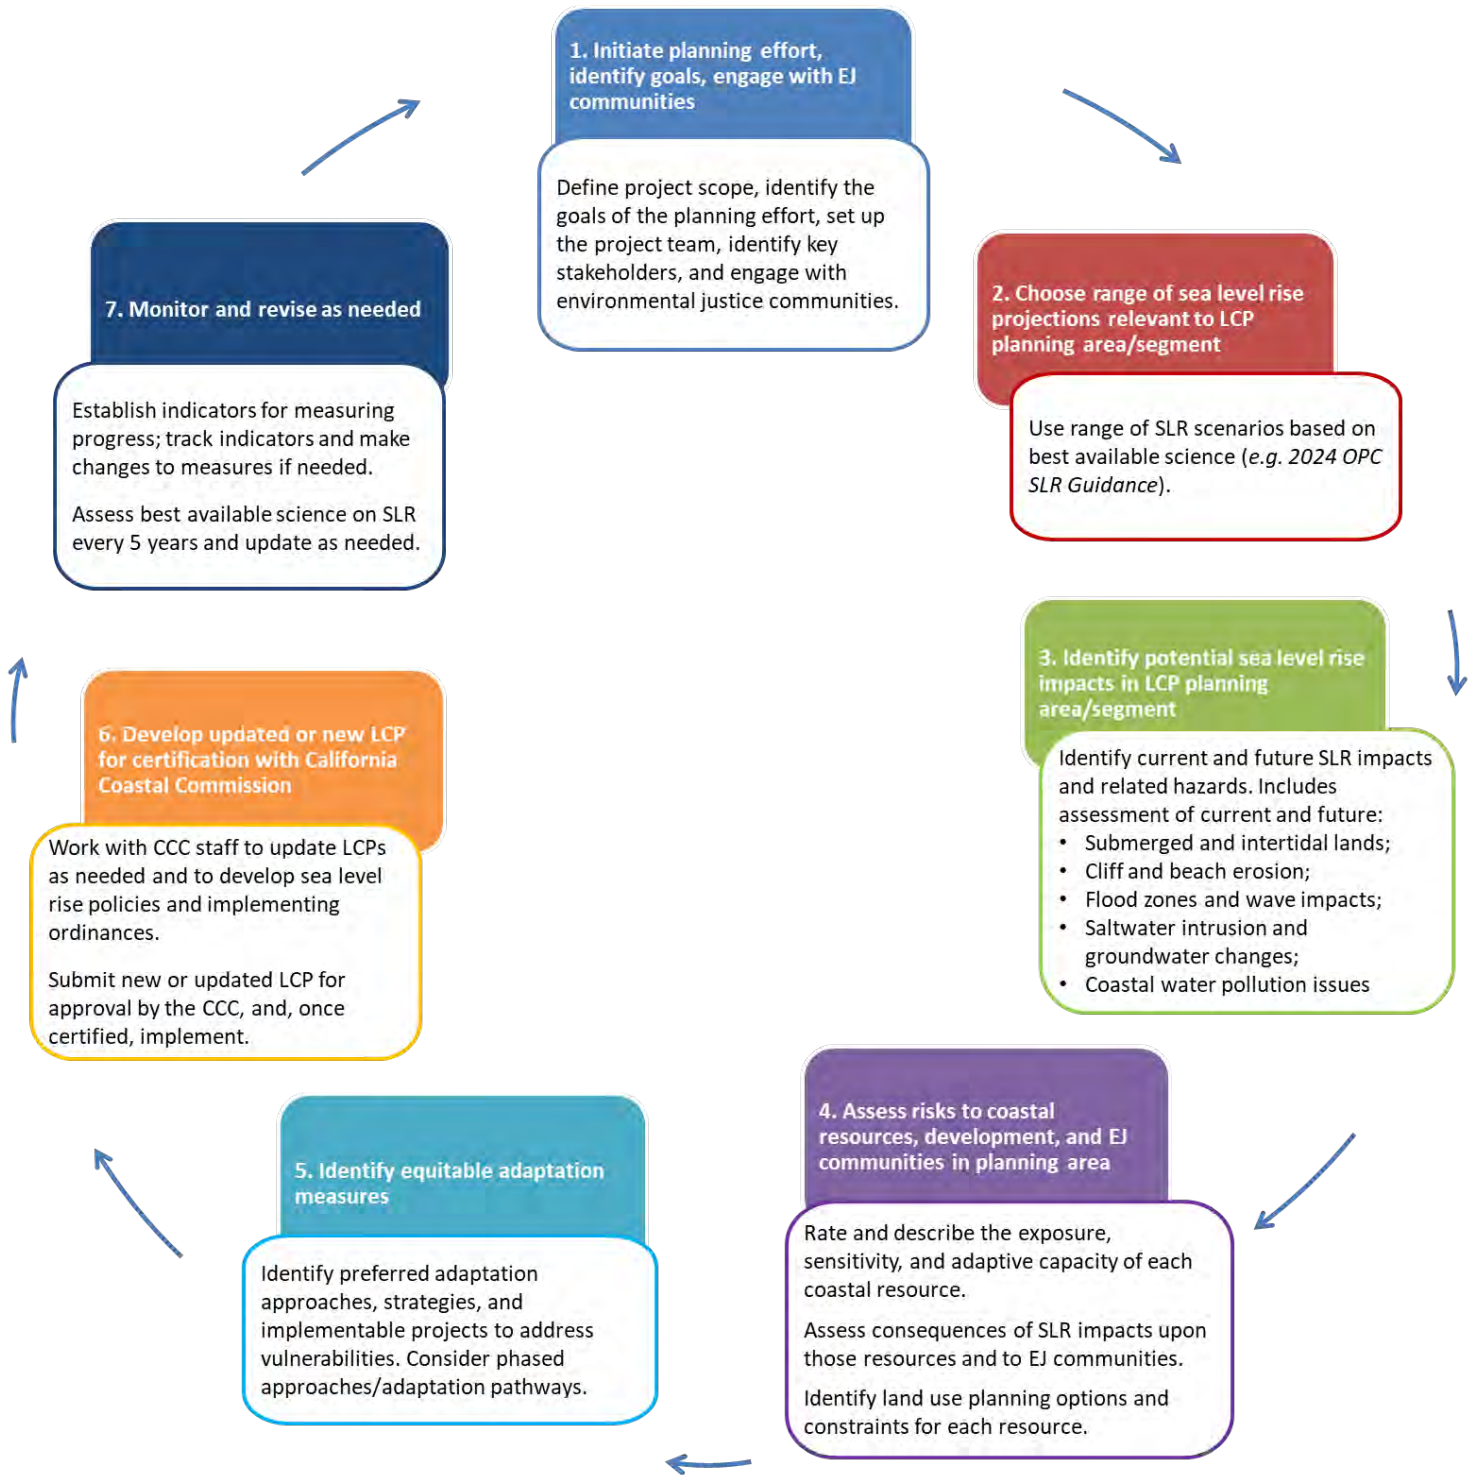 1. Initiate planning effort,
identify goals, engage with EJ
communities
Define project scope, identify the
goals of the planning effort, set up
the project team, identify key
stakeholders, and engage with
environmental justice communities.
2. Choose range of sea level rise
projections relevant to LCP
planning area/segment
Use range of SLR scenarios based on
best available science (e.g. 2024 OPC
SLR Guidance).
3. Identify potential sea level rise
impacts in LCP planning
area/segment
Identify current and future SLR impacts
and related hazards. Includes
assessment of current and future:
• Submerged and intertidal lands;
• Cliff and beach erosion;
• Flood zones and wave impacts;
• Saltwater intrusion and
groundwater changes;
• Coastal water pollution issues
4. Assess risks to coastal
resources, development, and EJ
communities in planning area
Rate and describe the exposure,
sensitivity, and adaptive capacity of each
coastal resource.
Assess consequences of SLR impacts upon
those resources and to EJ communities.
Identify land use planning options and
constraints for each resource.
5. Identify equitable adaptation
measures
Identify preferred adaptation
approaches, strategies, and
implementable projects to address
vulnerabilities. Consider phased
approaches/adaptation pathways.
6. Develop updated or new LCP
for certification with California
Coastal Commission
Work with CCC staff to update LCPs
as needed and to develop sea level
rise policies and implementing
ordinances.
Submit new or updated LCP for
approval by the CCC, and, once
certified, implement.
7. Monitor and revise as needed
Establish indicators for measuring
progress; track indicators and make
changes to measures if needed.
Assess best available science on SLR
every 5 years and update as needed.